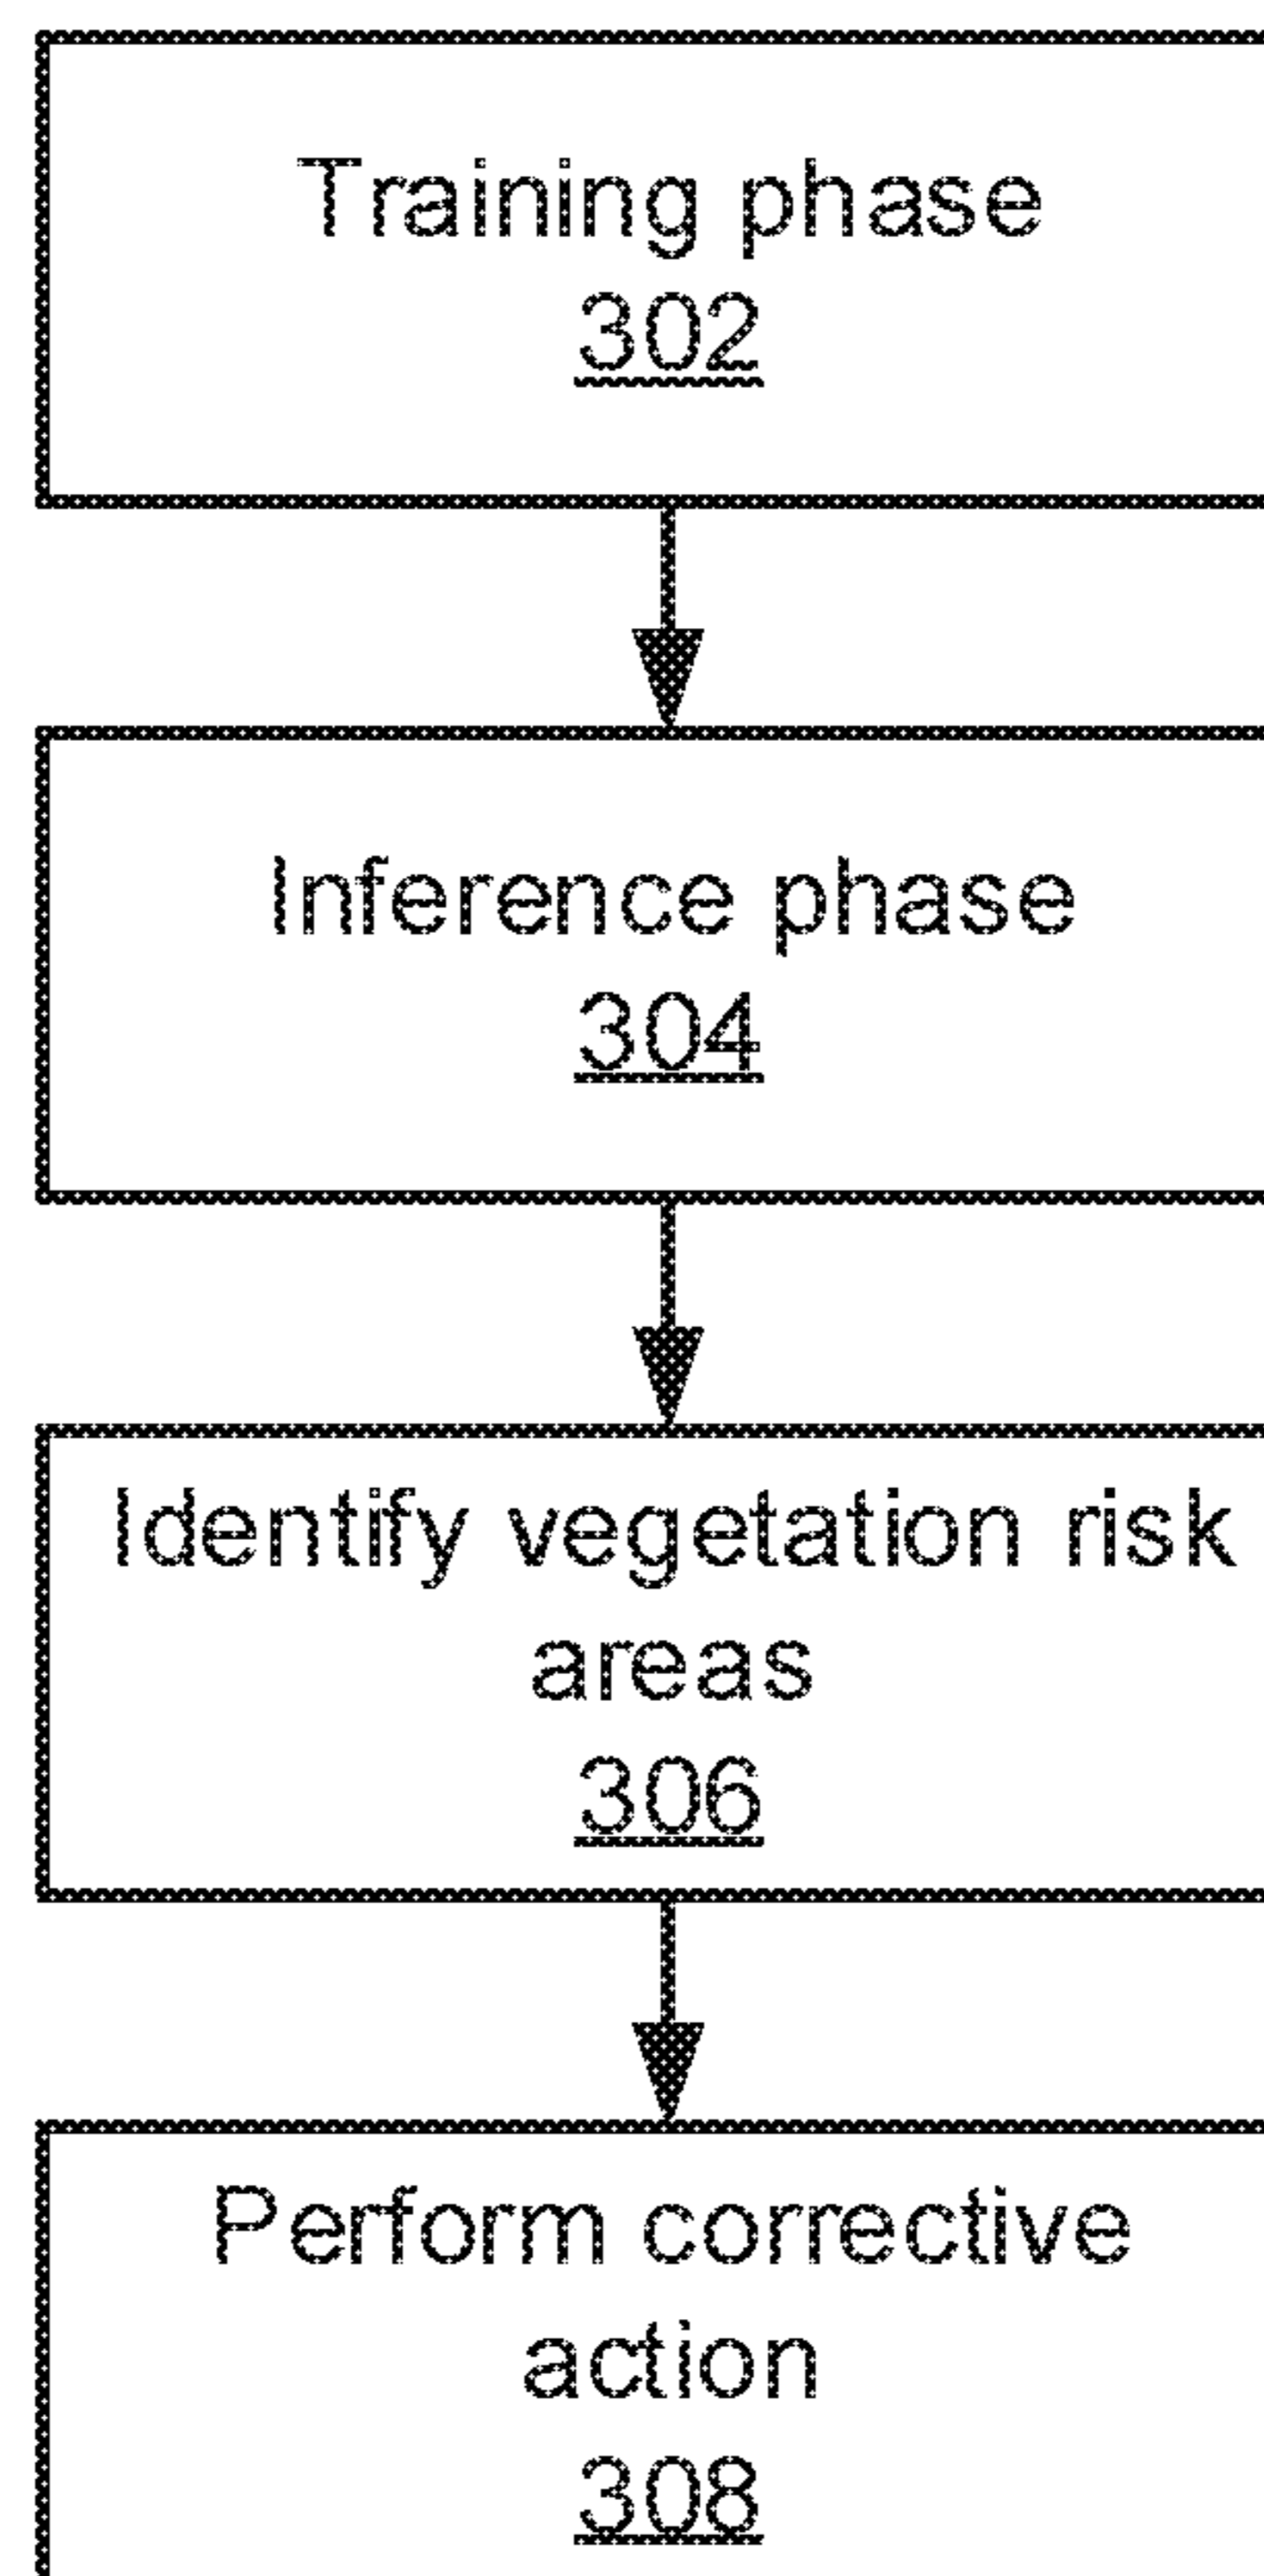 Training phase
302
Inference phase
304
Identify vegetation risk
areas
306
Perform corrective
action
308